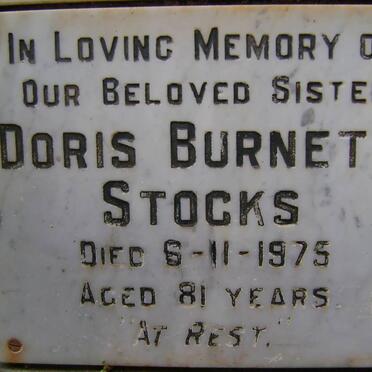 In Loving Memory O
Our Beloved Siste
Doris Burnet
Stocks
Died 6-11-1975
Aged 81 Years
"At Rest."